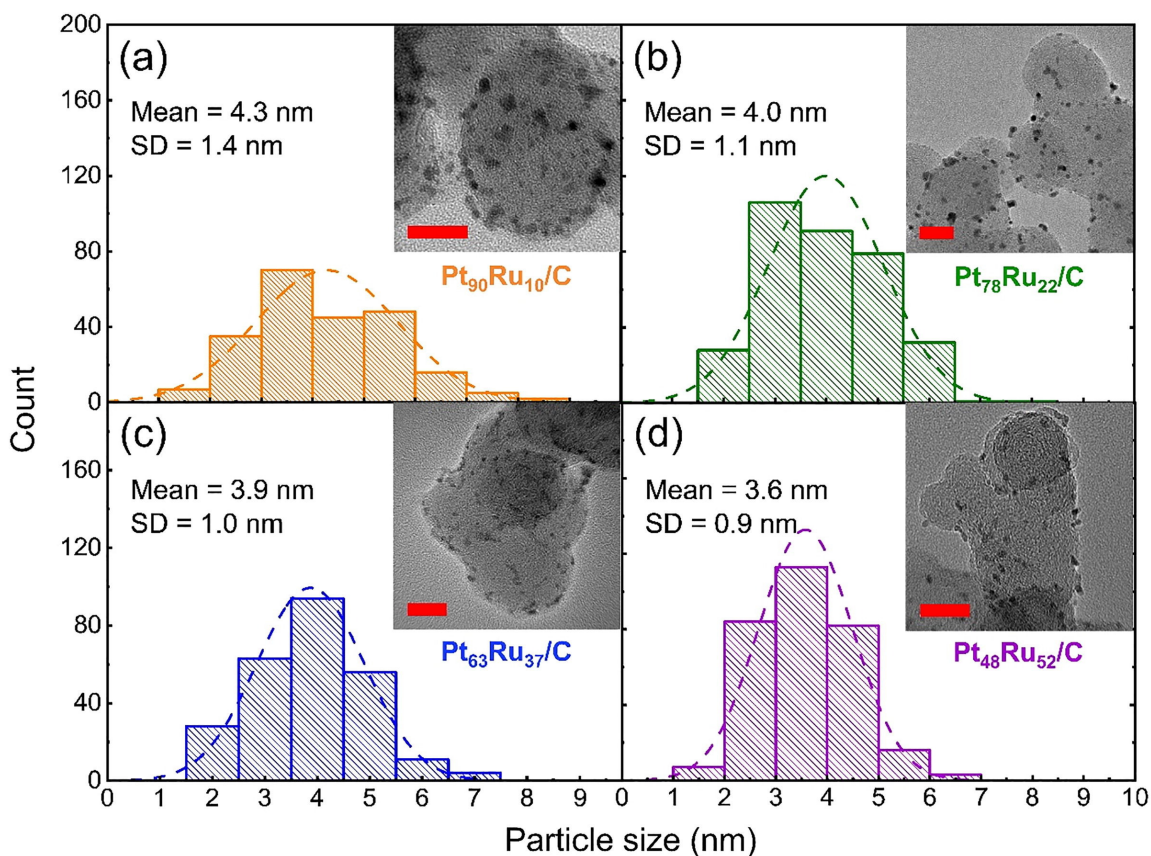 (a)
Mean = 4.3 nm
SD = 1.4 nm
Pt90Ru10/C
(b)
Mean = 4.0 nm
SD = 1.1 nm
Pt78Ru22/C
(c)
Mean = 3.9 nm
SD = 1.0 nm
Pt63Ru37/C
(d)
Mean = 3.6 nm
SD = 0.9 nm
Pt48Ru52/C
200
160
120
80
40
0
160
120
80
40
0
Count
0 1 2 3 4 5 6 7 8 9 0 1 2 3 4 5 6 7 8 9 10
Particle size (nm)